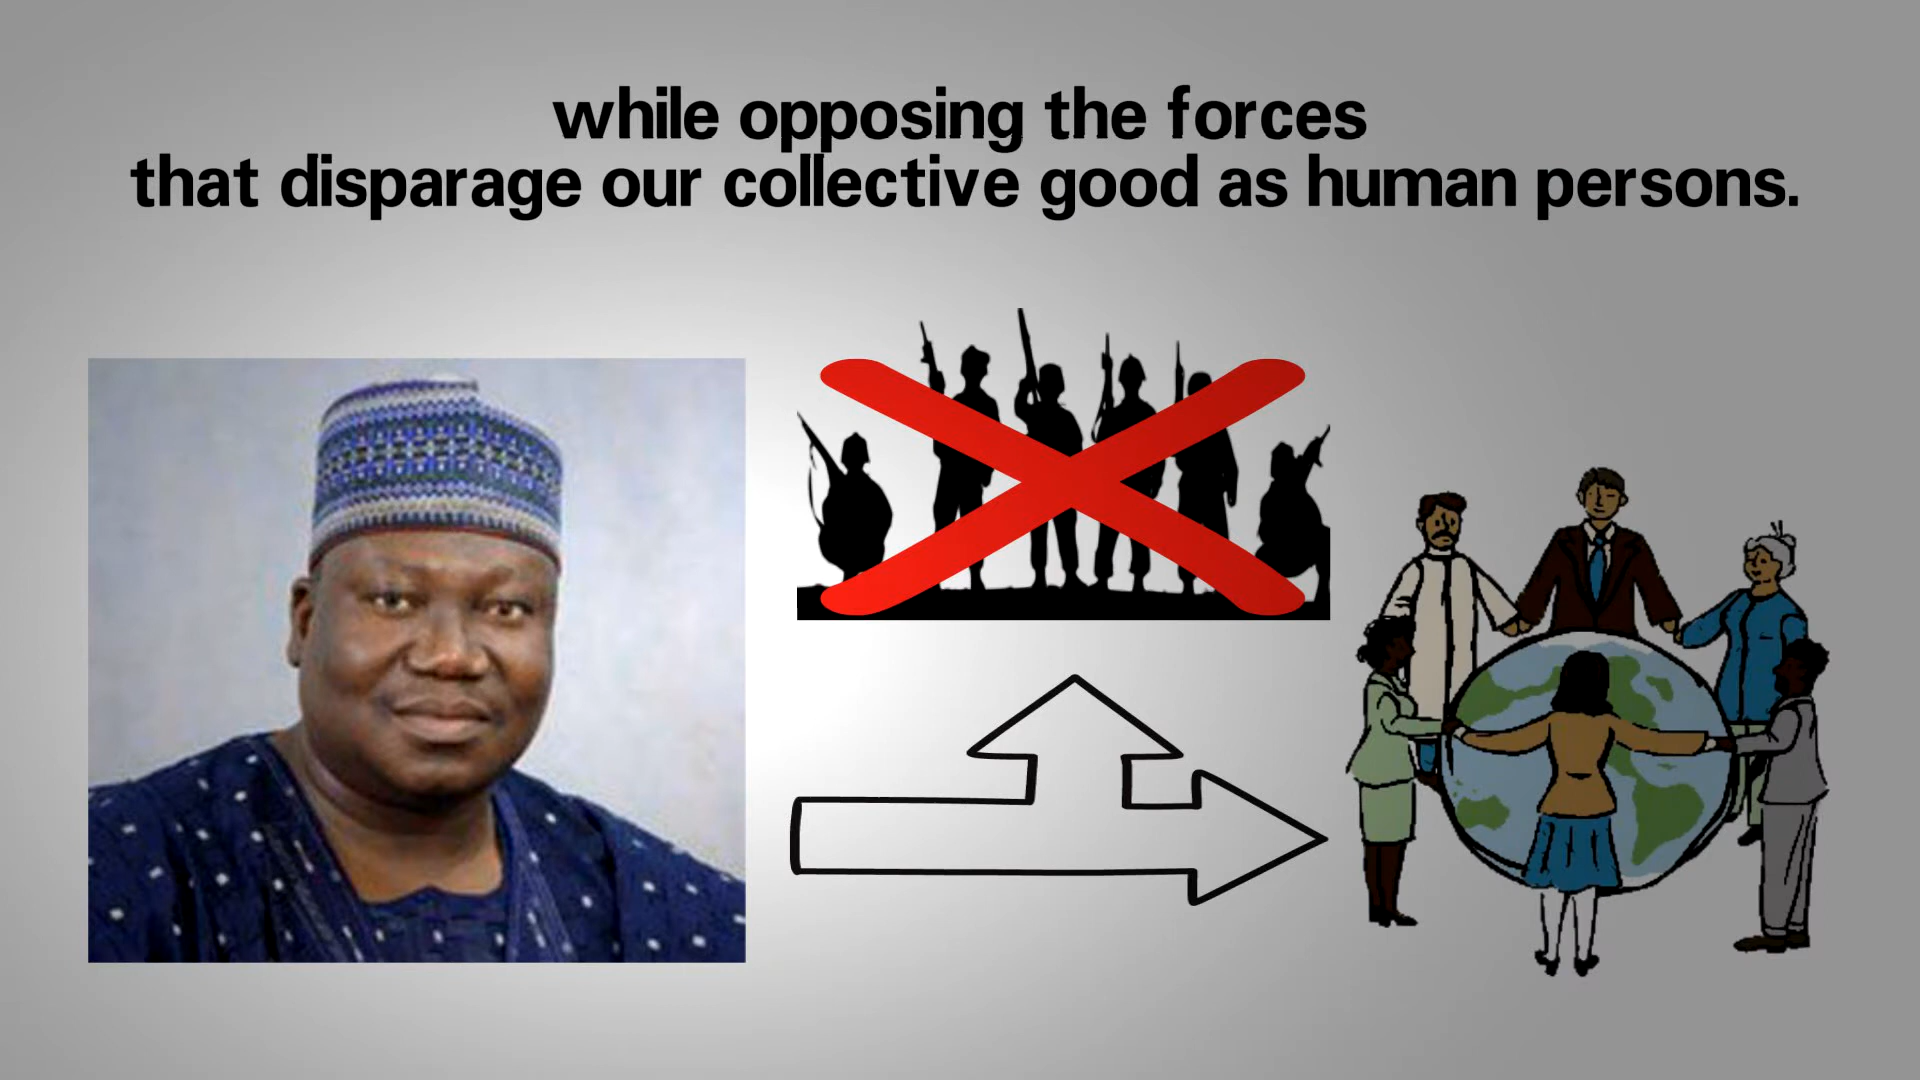 while opposing the forces
that disparage our collective good as human persons.